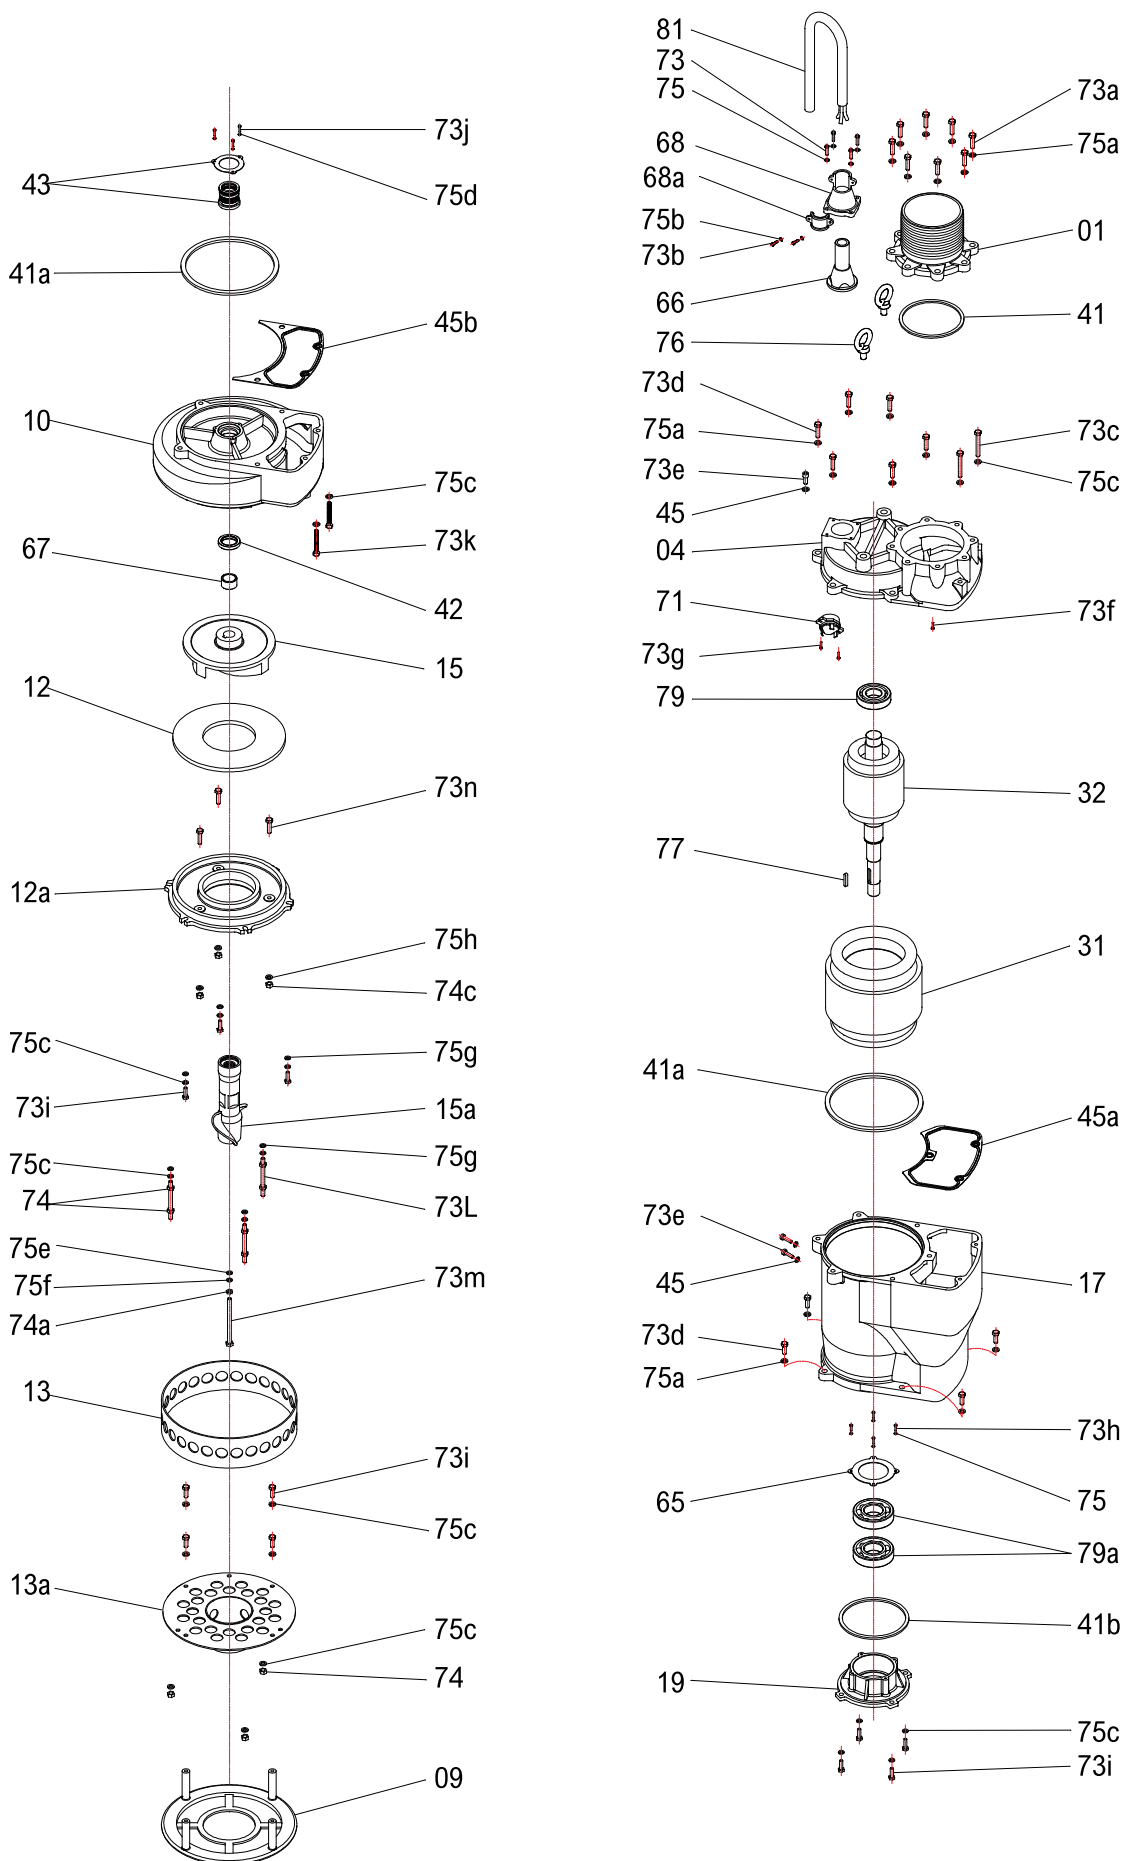 73j
43
75d
41a
45b
10
75c
73k
67
42
15
12
73n
12a
75h
74c
75c
75g
73i
15a
75c
75g
74
73L
75e
75f
73m
74a
13
73i
75c
13a
75c
74
09
81
73
75
73a
68
75a
68a
75b
01
73b
66
41
76
73d
75a
73c
73e
75c
45
04
71
73f
73g
79
32
77
31
41a
45a
73e
45
17
73d
75a
73h
65
75
79a
41b
19
75c
73i